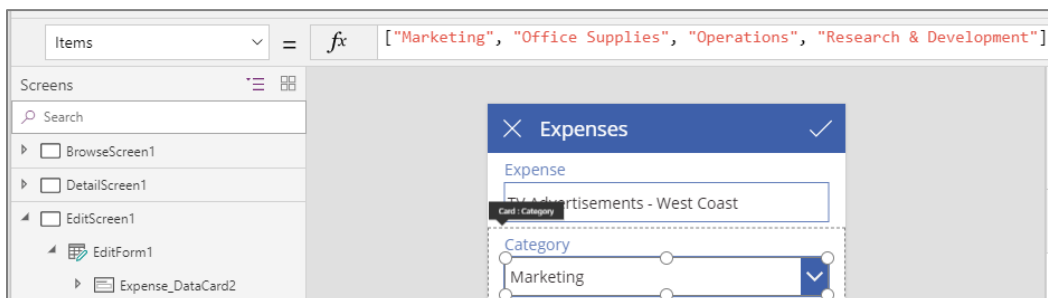 Items = fx ["Marketing", "Office Supplies", "Operations", "Research & Development"]
Screens
Search
BrowseScreen1
DetailScreen1
EditScreen1
EditForm1
Expense_DataCard2
Expenses
Expense
TV Advertisements - West Coast
Card : Category
Category
Marketing